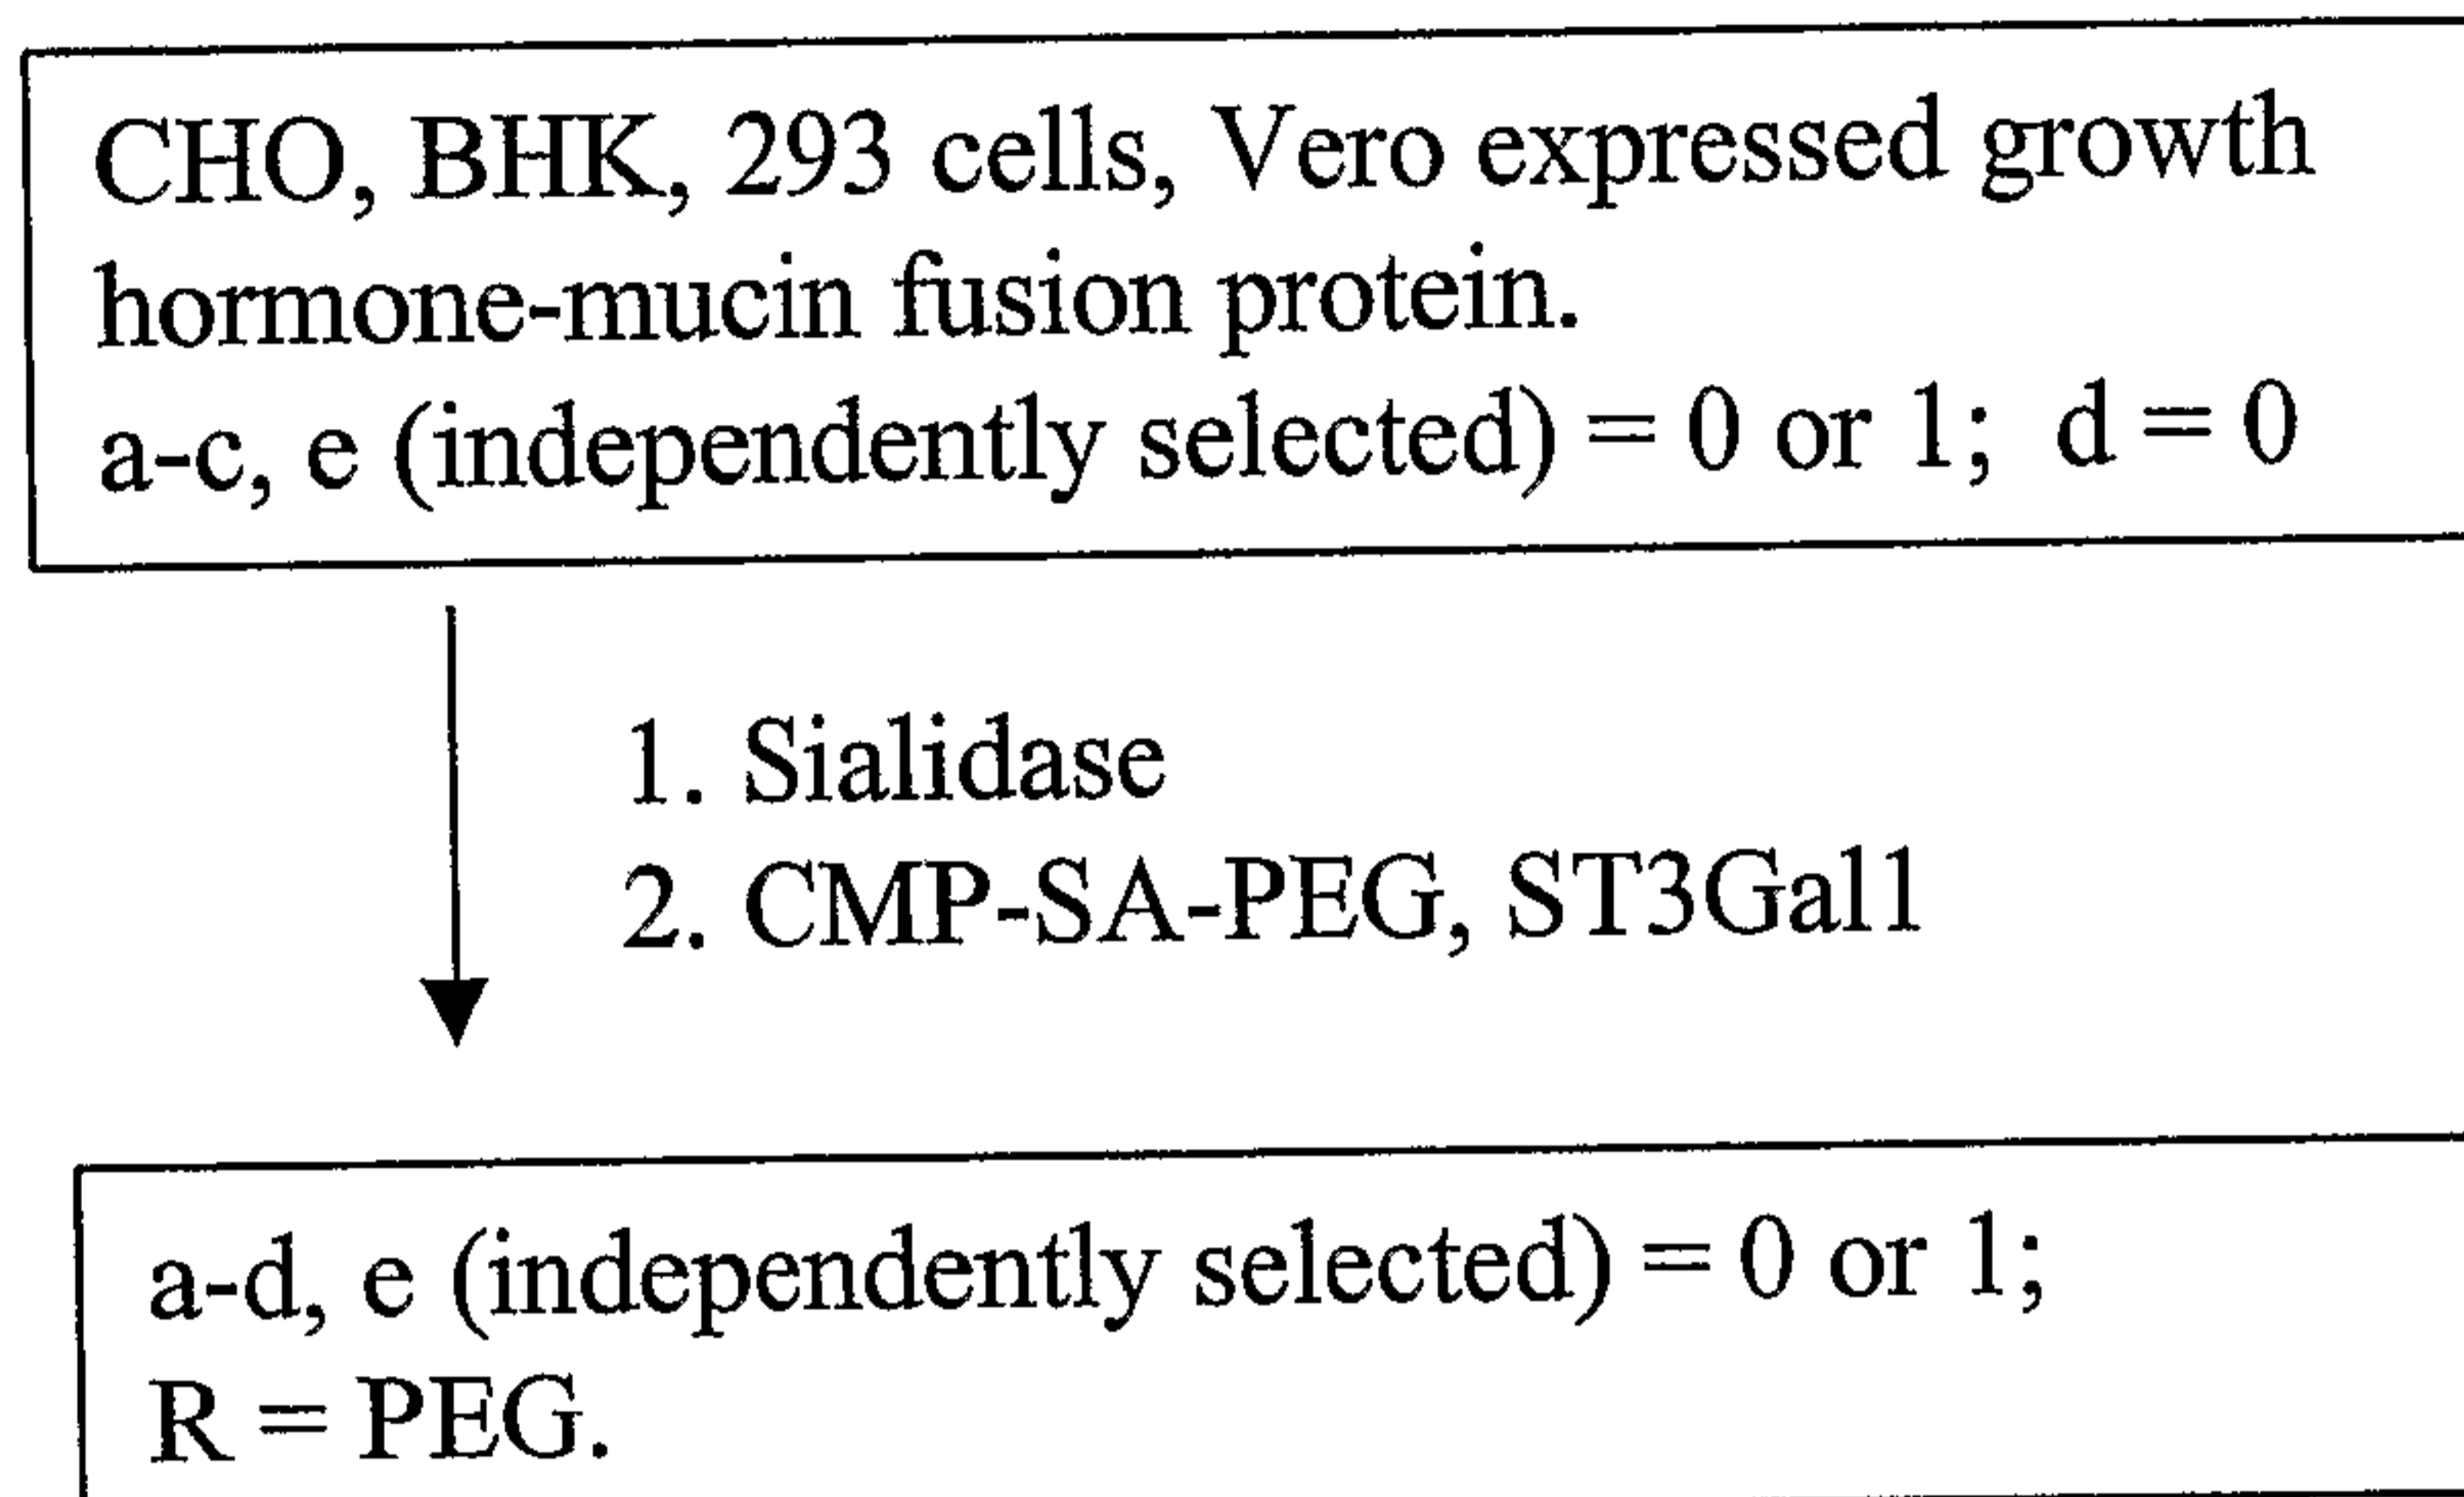 CHO, BHK, 293 cells, Vero expressed growth
hormone-mucin fusion protein.
a-c, e (independently selected) = 0 or 1; d = 0
1. Sialidase
2. CMP-SA-PEG, ST3Gal1
a-d, e (independently selected) = 0 or 1;
R = PEG.